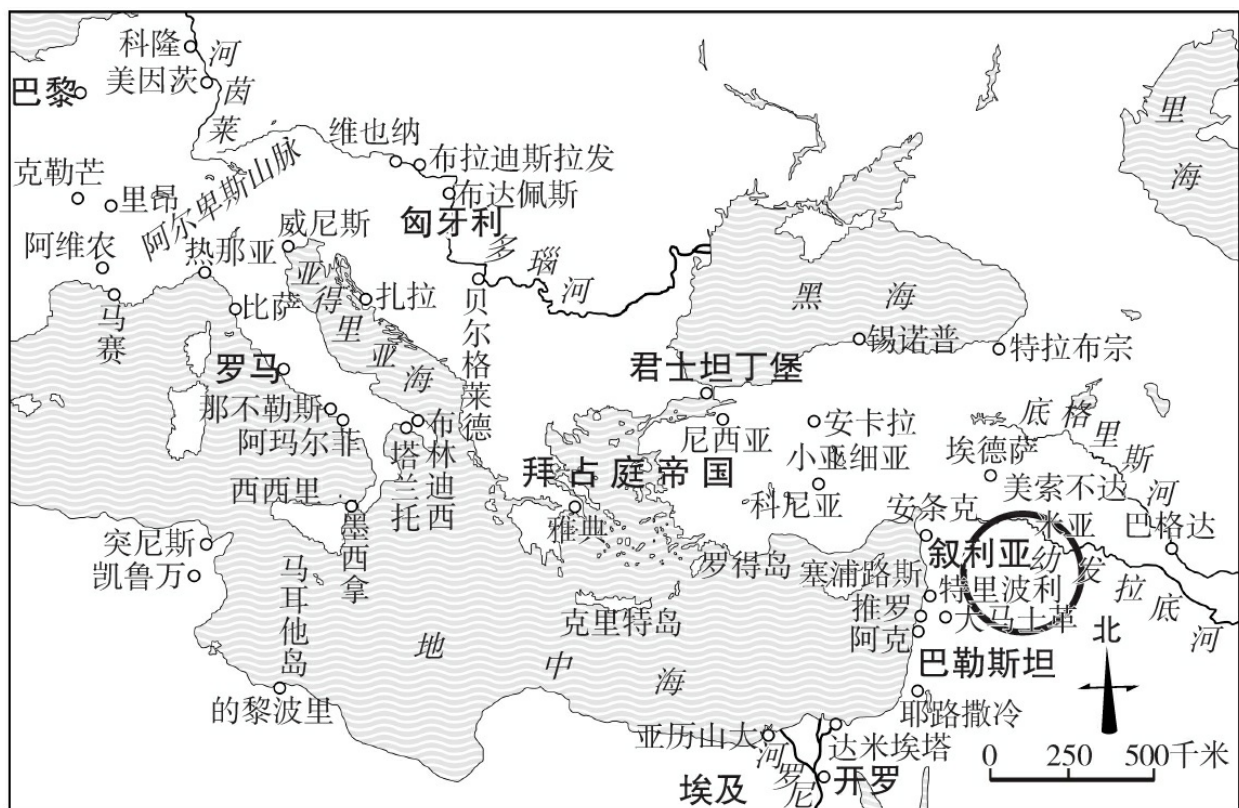 科隆
美因茨
莱茵河
巴黎
里海
维也纳
布拉迪斯拉发
克勒芒
里昂
阿尔卑斯山脉
布达佩斯
匈牙利
威尼斯
阿维农
热那亚
多瑙河
亚得里亚海
扎拉
黑海
马赛
比萨
贝尔格莱德
锡诺普
特拉布宗
罗马
君士坦丁堡
那不勒斯
阿玛尔菲
塔兰托
布林迪西
尼西亚
安卡拉
小亚细亚
底格里斯河
埃德萨
拜占庭帝国
西西里
墨西拿
雅典
科尼亚
美索不达
米亚
安条克
巴格达
突尼斯
凯鲁万
马耳他岛
罗得岛
塞浦路斯
叙利亚
幼发拉底河
特里波利
克里特岛
推罗
大马士革
阿克
地中海
北
巴勒斯坦
的黎波里
耶路撒冷
亚历山大
达米埃塔
尼罗河
埃及
开罗
0 250 500千米